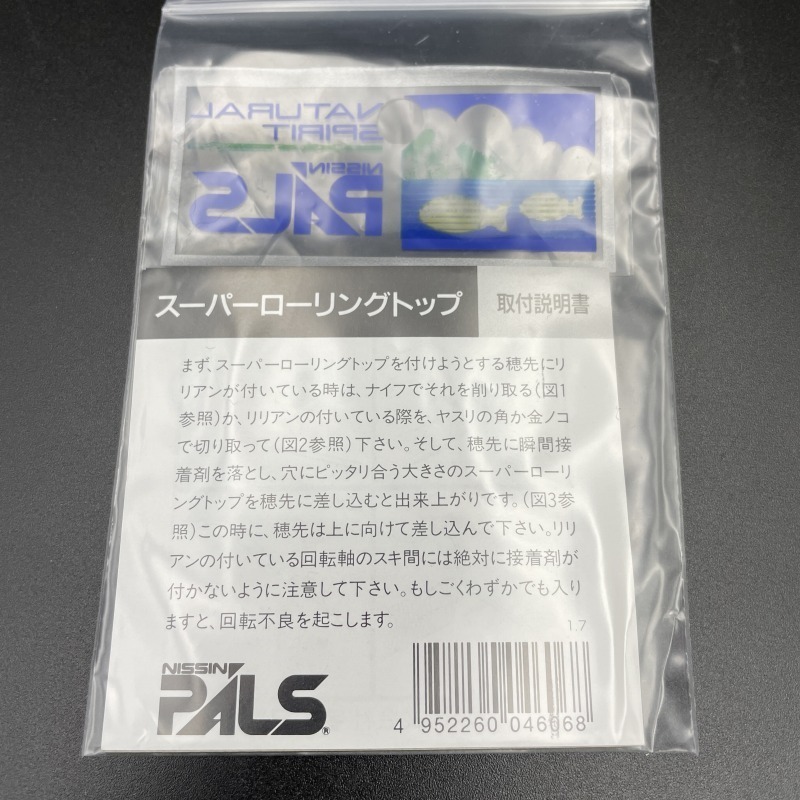 NATURAL
SPIRIT
NISSIN
PALS
スーパーローリングトップ 取付説明書
まず、スーパーローリングトップを付けようとする穂先にリ
リアンが付いている時は、ナイフでそれを削り取る(図1
参照)か、リリアンの付いている際を、ヤスリの角か金ノコ
で切り取って(図2参照)下さい。そして、穂先に瞬間接
着剤を落とし、穴にピッタリ合う大きさのスーパーローリ
ングトップを穂先に差し込むと出来上がりです。(図3参
照)この時に、穂先は上に向けて差し込んで下さい。リリ
アンの付いている回転軸のスキ間には絶対に接着剤が
付かないように注意して下さい。もしごくわずかでも入り
ますと、回転不良を起こします。
1.7
NISSIN
PALS®
4 952260 046068